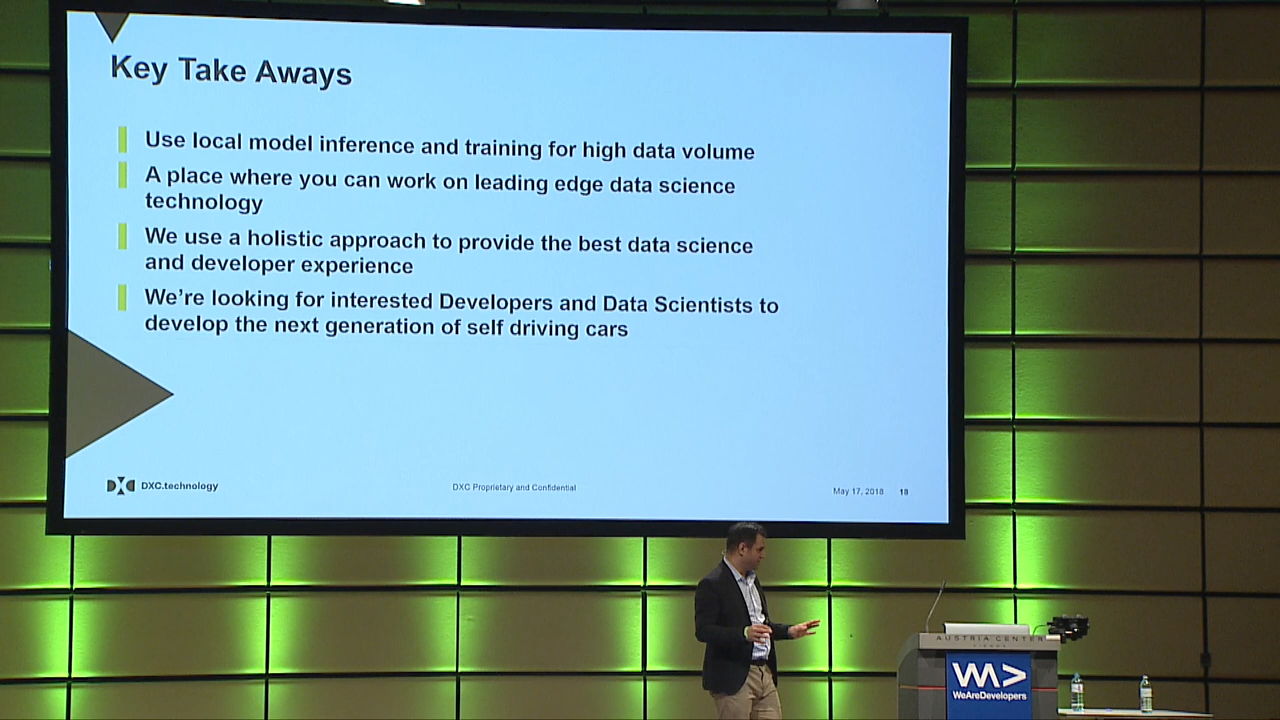 Key Take Aways
Use local model inference and training for high data volume
A place where you can work on leading edge data science
technology
We use a holistic approach to provide the best data science
and developer experience
We're looking for interested Developers and Data Scientists to
develop the next generation of self driving cars
DXC.technology
DXC Proprietary and Confidential
May 17, 2018 18
AUSTRIA CENTER
VIENNA
WeAreDevelopers